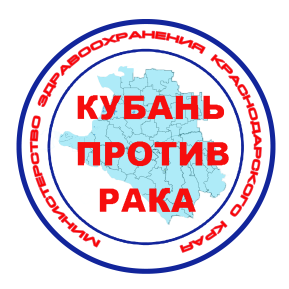 МИНИСТЕРСТВО ЗДРАВООХРАНЕНИЯ КРАСНОДАРСКОГО КРАЯ
КУБАНЬ
ПРОТИВ
РАКА